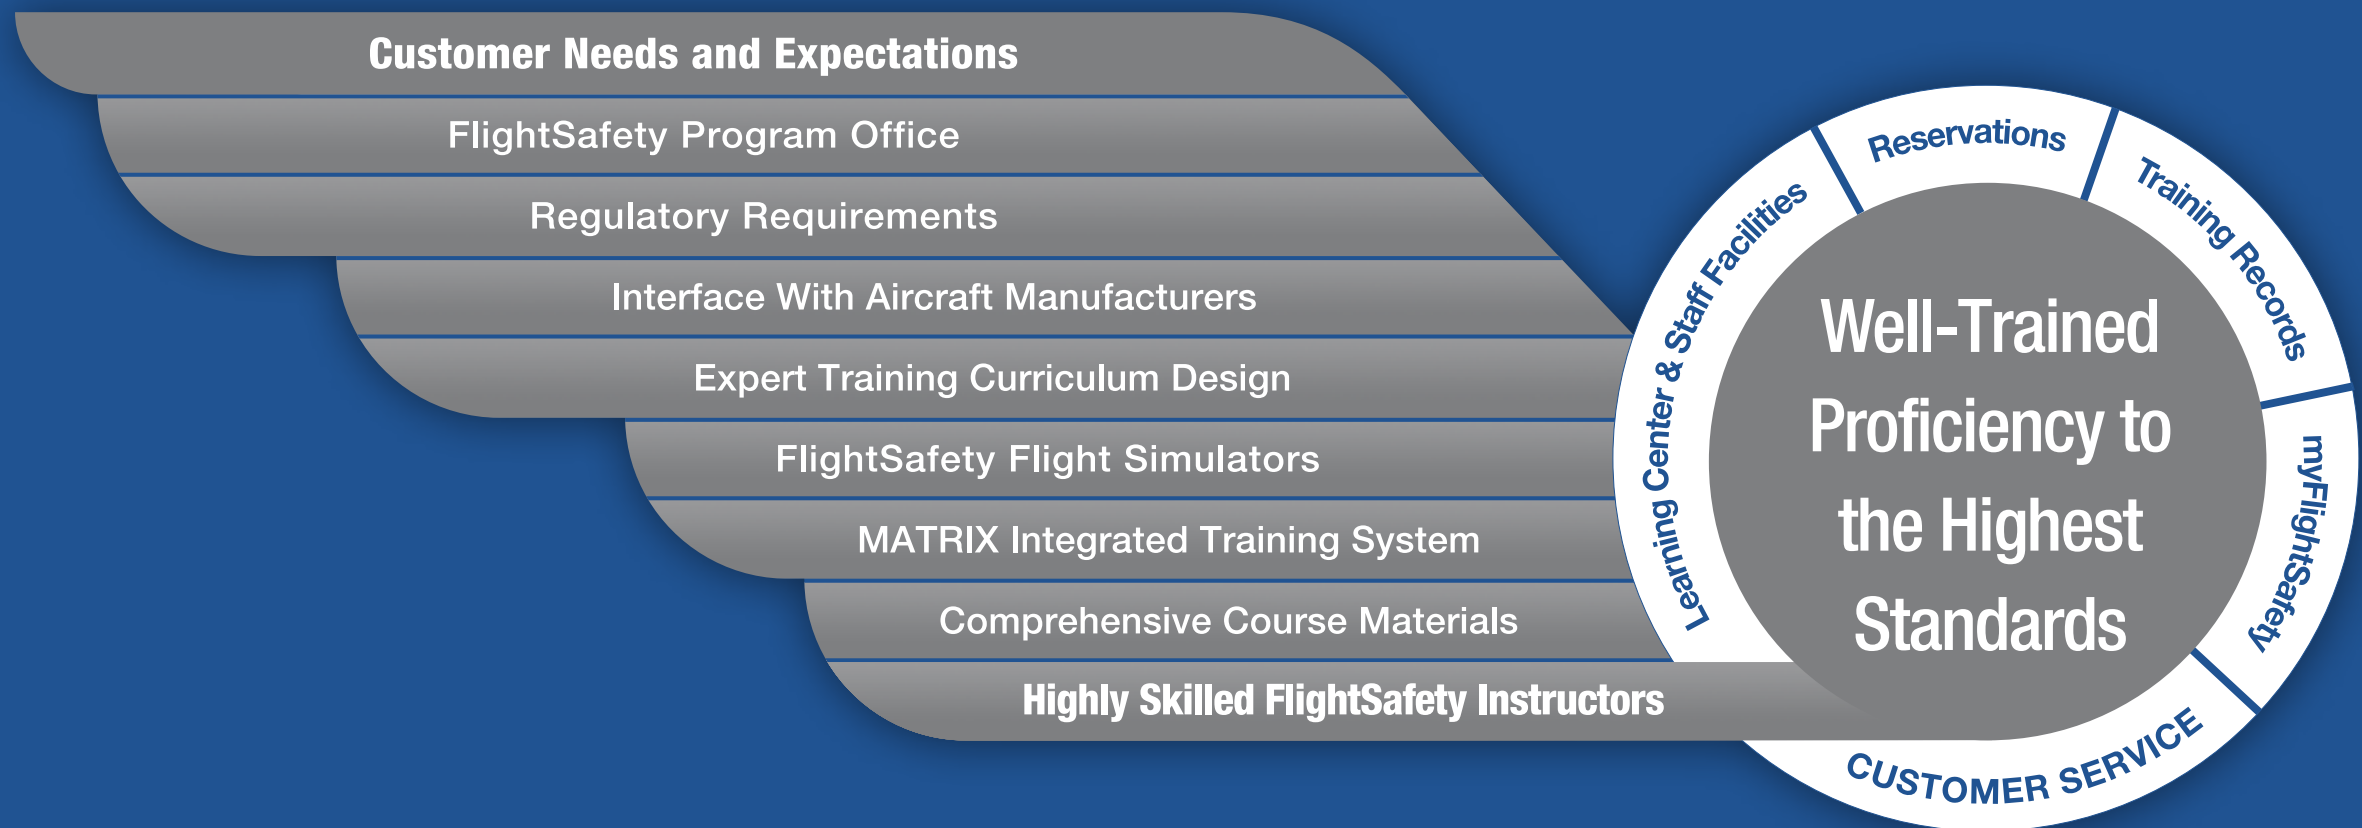 Customer Needs and Expectations
FlightSafety Program Office
Regulatory Requirements
Interface With Aircraft Manufacturers
Expert Training Curriculum Design
FlightSafety Flight Simulators
MATRIX Integrated Training System
Comprehensive Course Materials
Highly Skilled FlightSafety Instructors
Learning Center & Staff Facilities
Reservations
Training Records
myFlightSafety
CUSTOMER SERVICE
Well-Trained
Proficiency to
the Highest
Standards